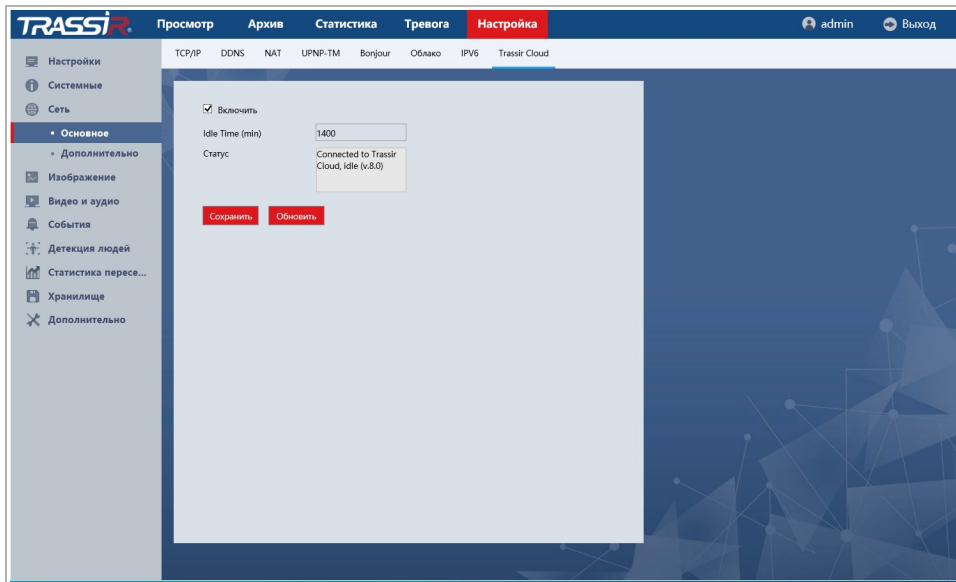 TRASSIR®
Просмотр Архив Статистика Тревога Настройка admin Выход
TCP/IP DDNS NAT UPNP-TM Bonjour Облако IPV6 Trassir Cloud
Настройки
Системные
Сеть
• Основное
• Дополнительно
Изображение
Видео и аудио
События
Детекция людей
Статистика пересе...
Хранилище
Дополнительно
Включить
Idle Time (min) 1400
Статус Connected to Trassir
Cloud, idle (v.8.0)
Сохранить Обновить